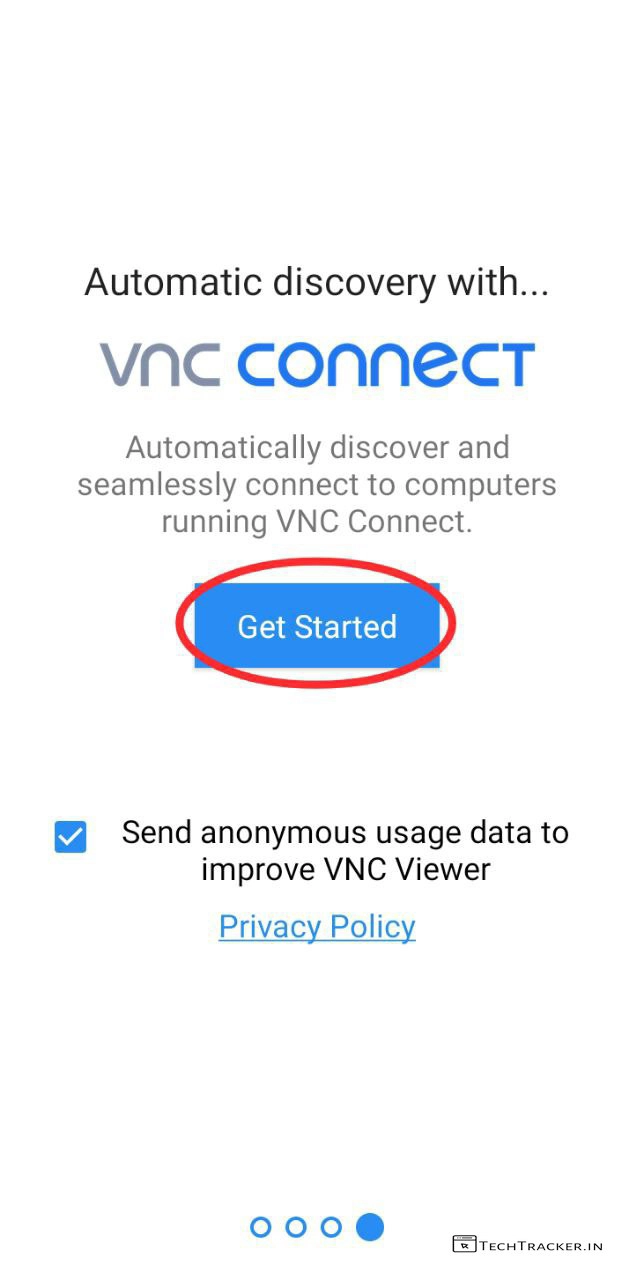 Automatic discovery with...
vnc connect
Automatically discover and
seamlessly connect to computers
running VNC Connect.
Get Started
Send anonymous usage data to
improve VNC Viewer
Privacy Policy
TechTracker.in